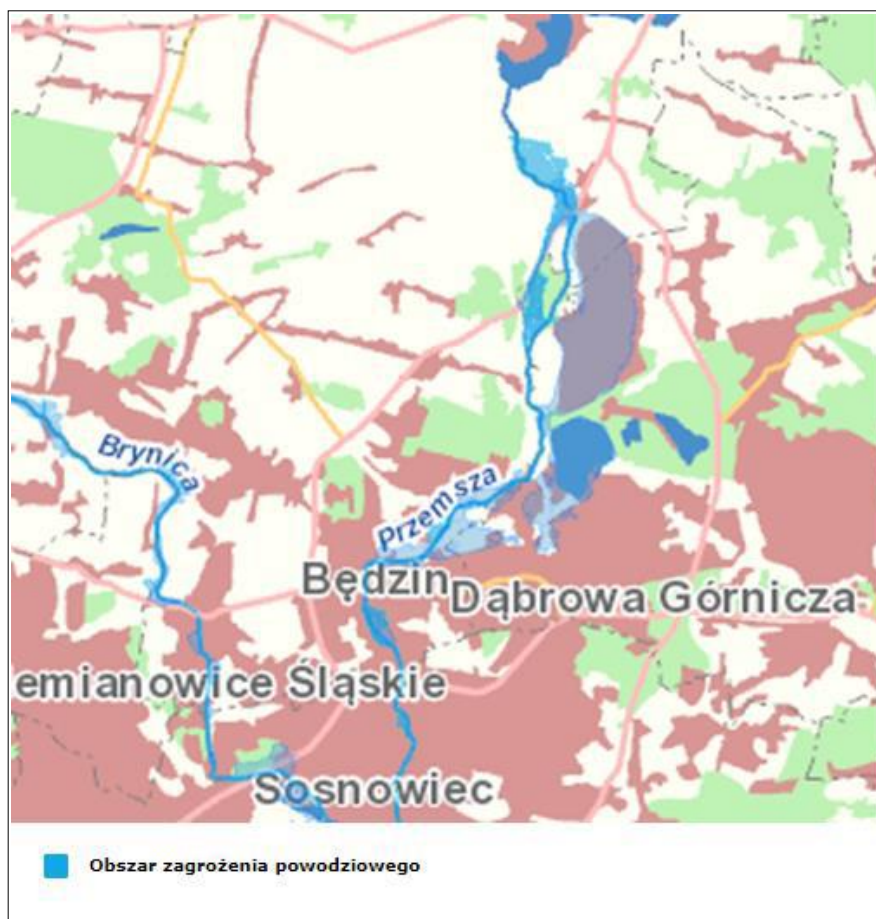 Brynica
Przemsza
Będzin
Dąbrowa Górnicza
emianowice Śląskie
Sosnowiec
Obszar zagrożenia powodziowego